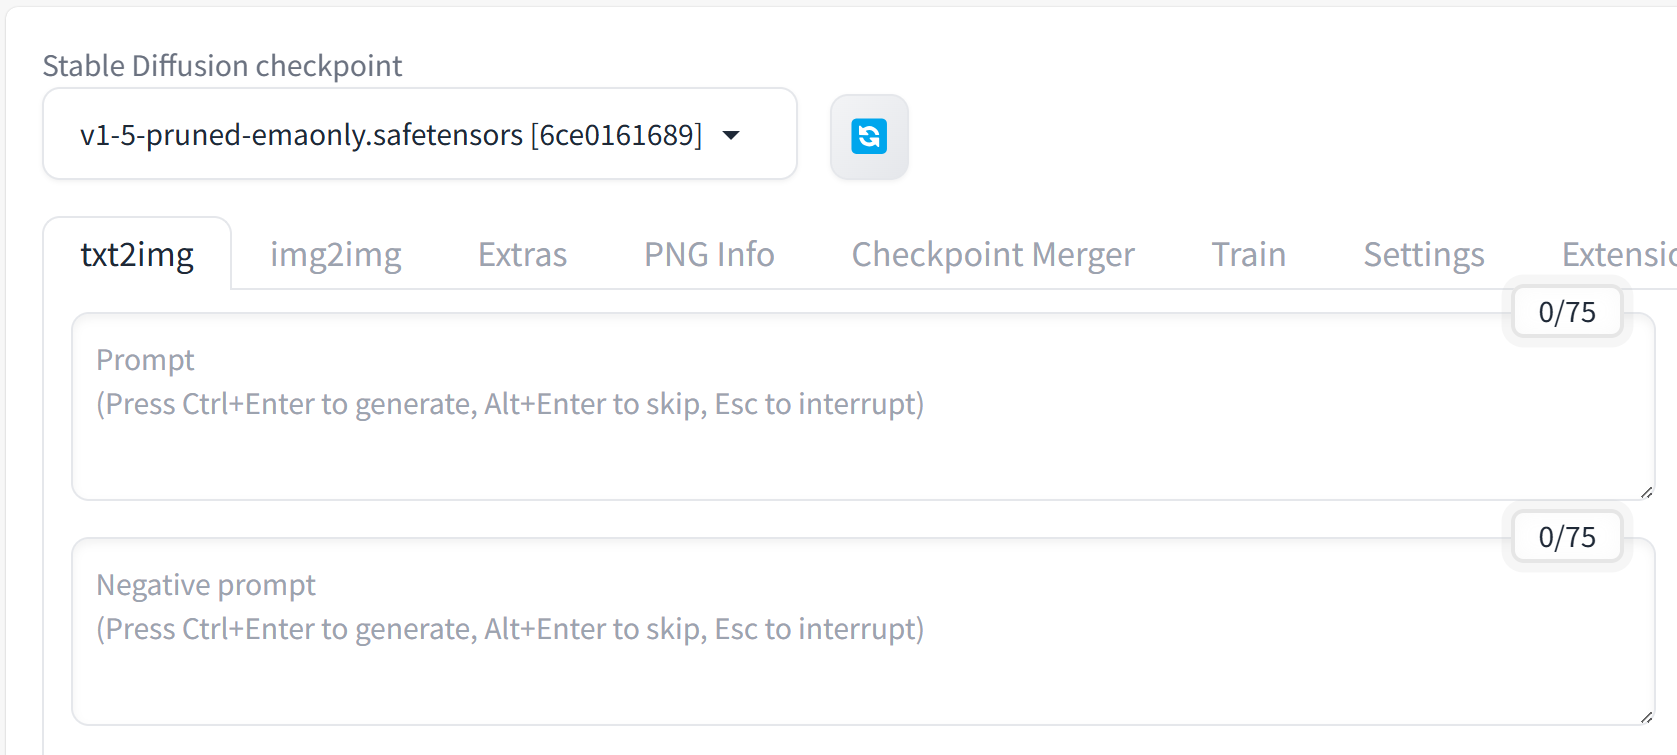 Stable Diffusion checkpoint
v1-5-pruned-emaonly.safetensors [6ce0161689]
txt2img img2img Extras PNG Info Checkpoint Merger Train Settings Extensio
0/75
Prompt
(Press Ctrl+Enter to generate, Alt+Enter to skip, Esc to interrupt)
0/75
Negative prompt
(Press Ctrl+Enter to generate, Alt+Enter to skip, Esc to interrupt)